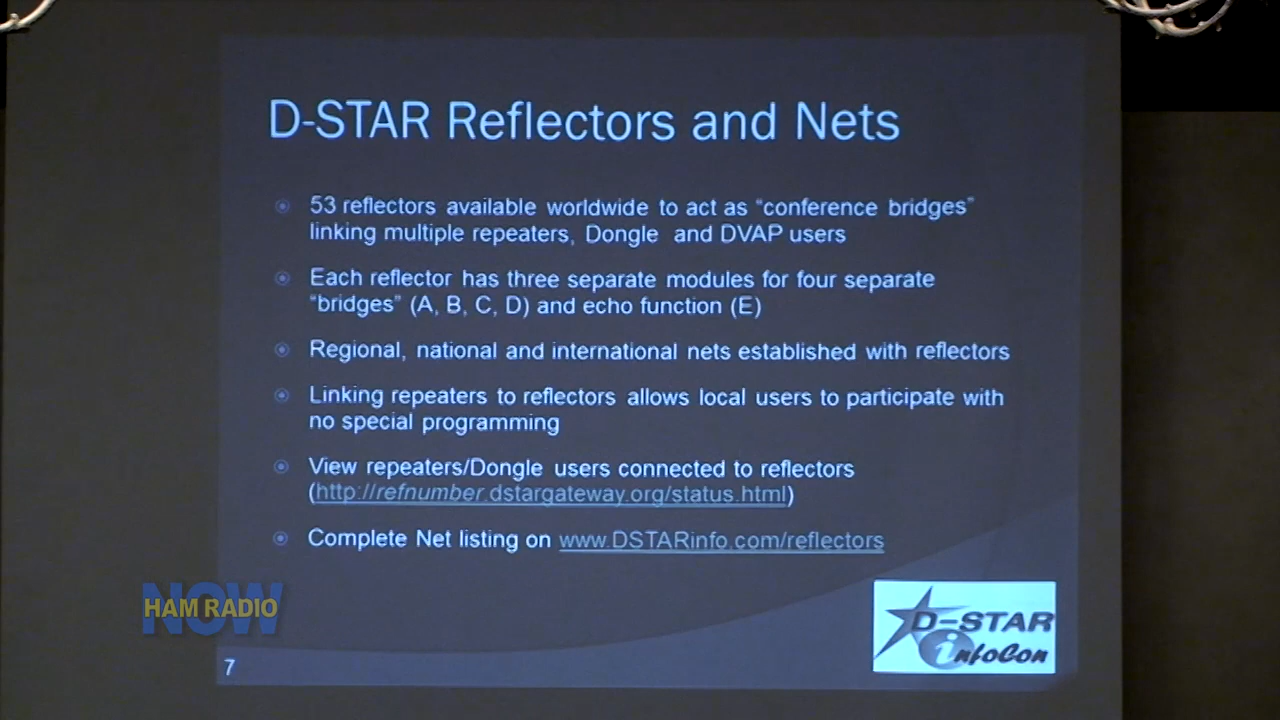 D-STAR Reflectors and Nets
53 reflectors available worldwide to act as “conference bridges”
linking multiple repeaters, Dongle and DVAP users
Each reflector has three separate modules for four separate
“bridges” (A, B, C, D) and echo function (E)
Regional, national and international nets established with reflectors
Linking repeaters to reflectors allows local users to participate with
no special programming
View repeaters/Dongle users connected to reflectors
(http://refnumber.dstargateway.org/status.html)
Complete Net listing on www.DSTARinfo.com/reflectors
NOW
HAM RADIO
D-STAR
infoCon
7